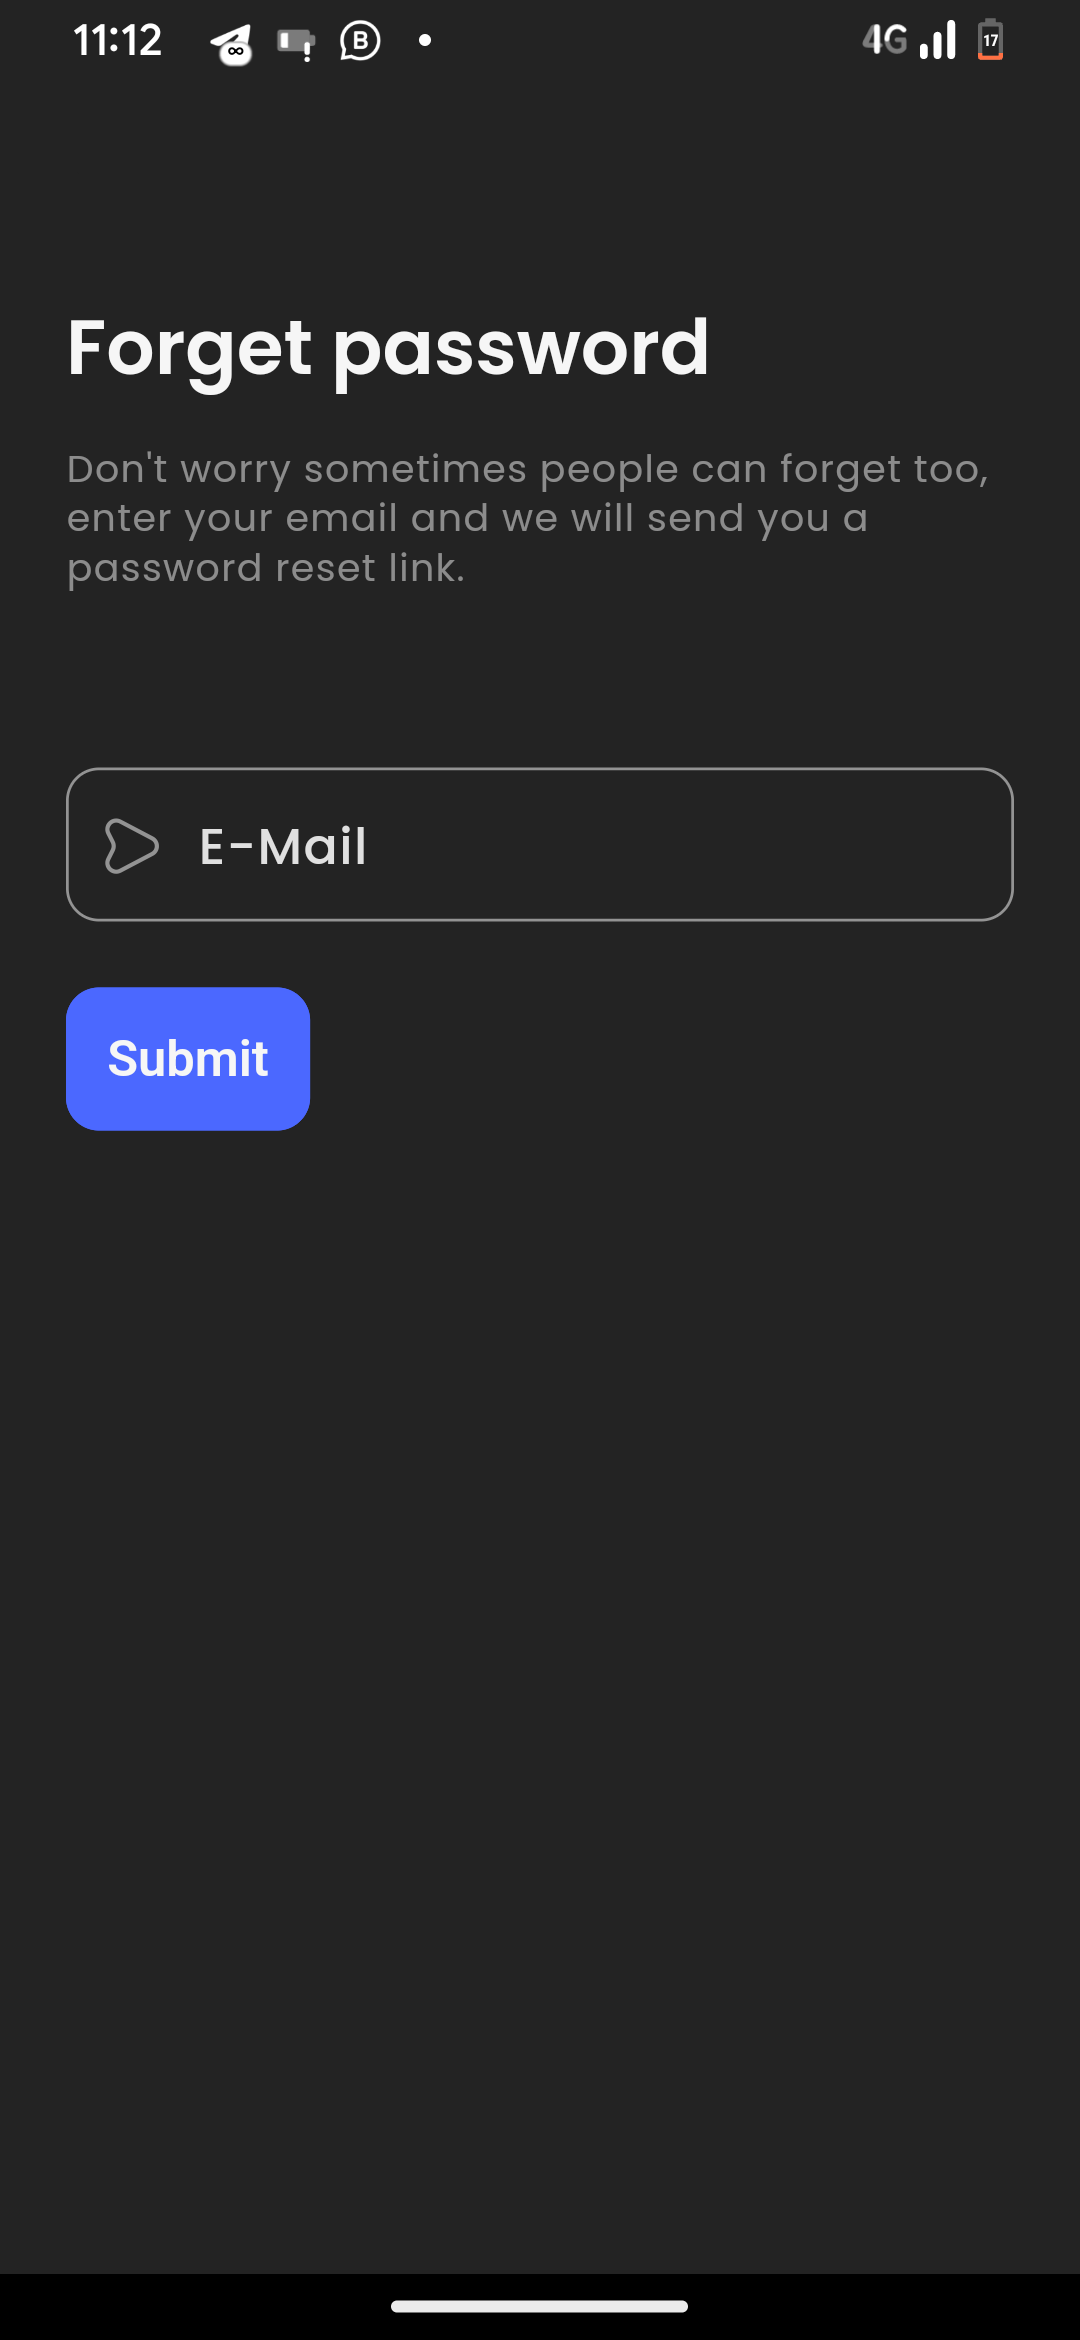 11:12
4G
17
Forget password
Don't worry sometimes people can forget too,
enter your email and we will send you a
password reset link.
E-Mail
Submit